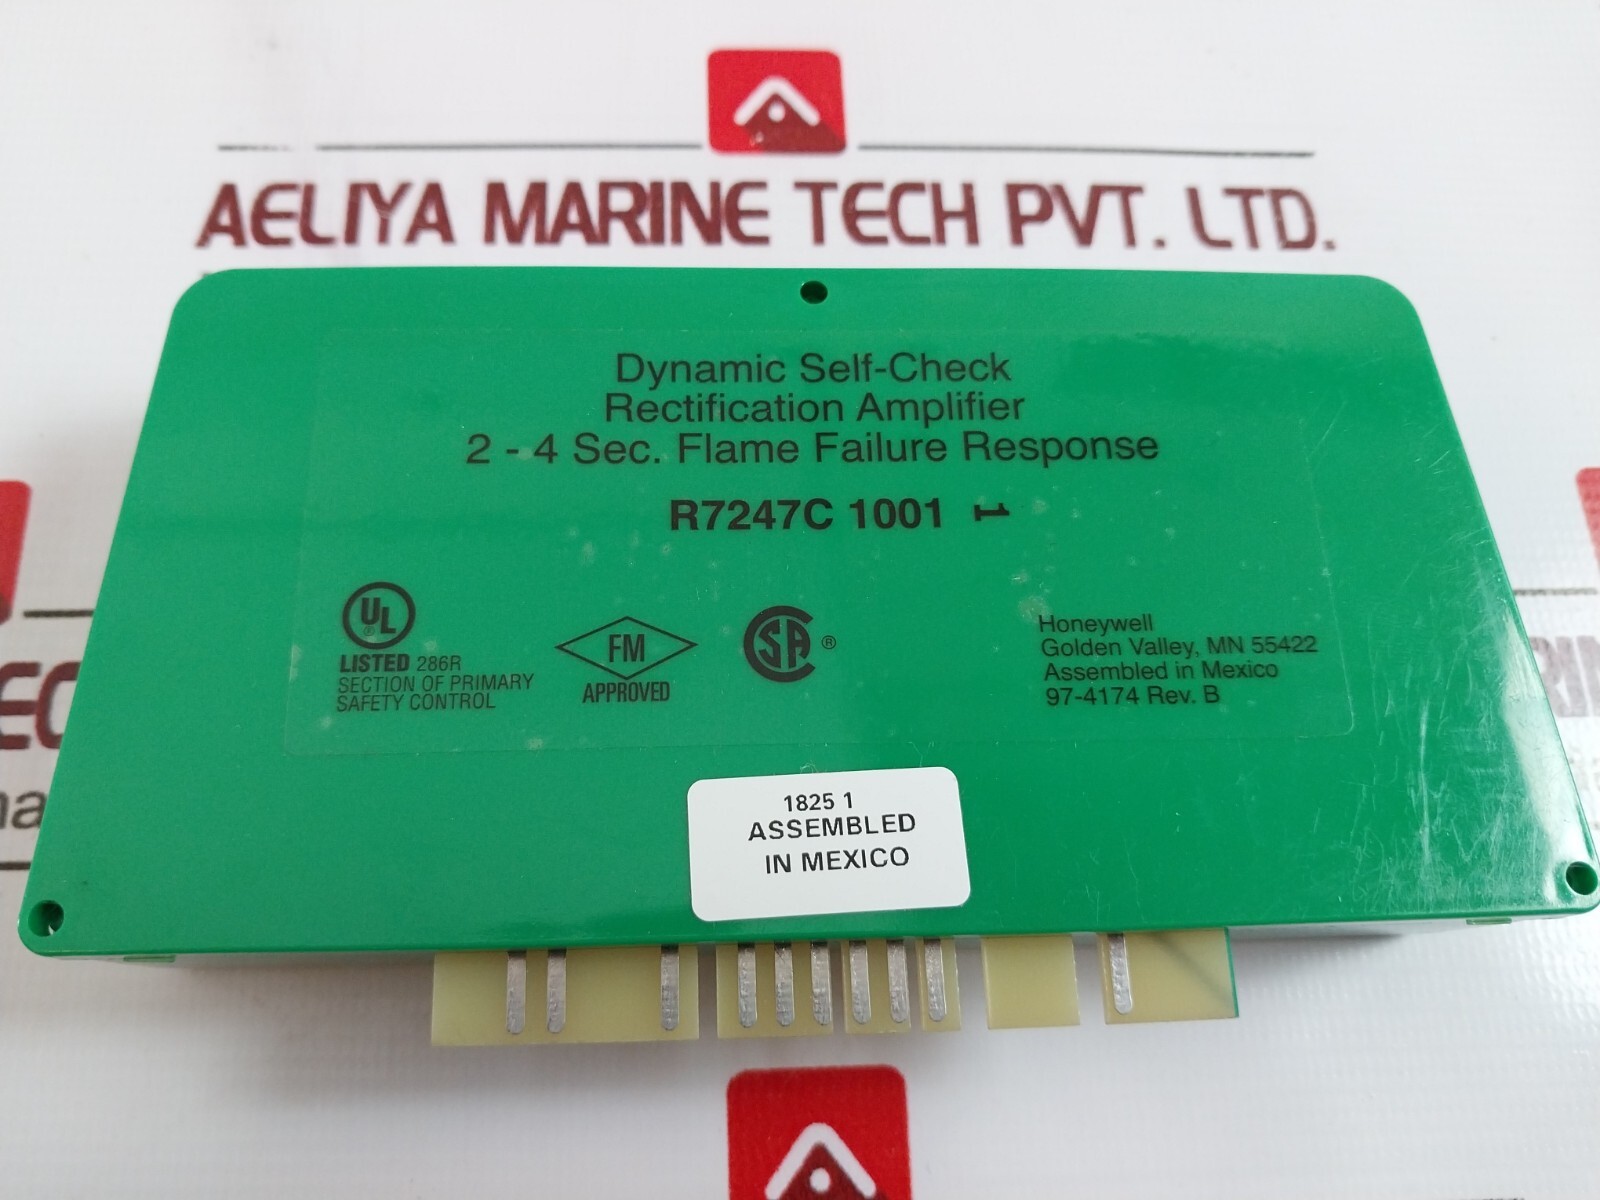 AELIYA MARINE TECH PVT. LTD.
Dynamic Self-Check
Rectification Amplifier
2 - 4 Sec. Flame Failure Response
R7247C 1001 1
UL
LISTED 286R
SECTION OF PRIMARY
SAFETY CONTROL
FM
APPROVED
CSA ®
Honeywell
Golden Valley, MN 55422
Assembled in Mexico
97-4174 Rev. B
1825 1
ASSEMBLED
IN MEXICO